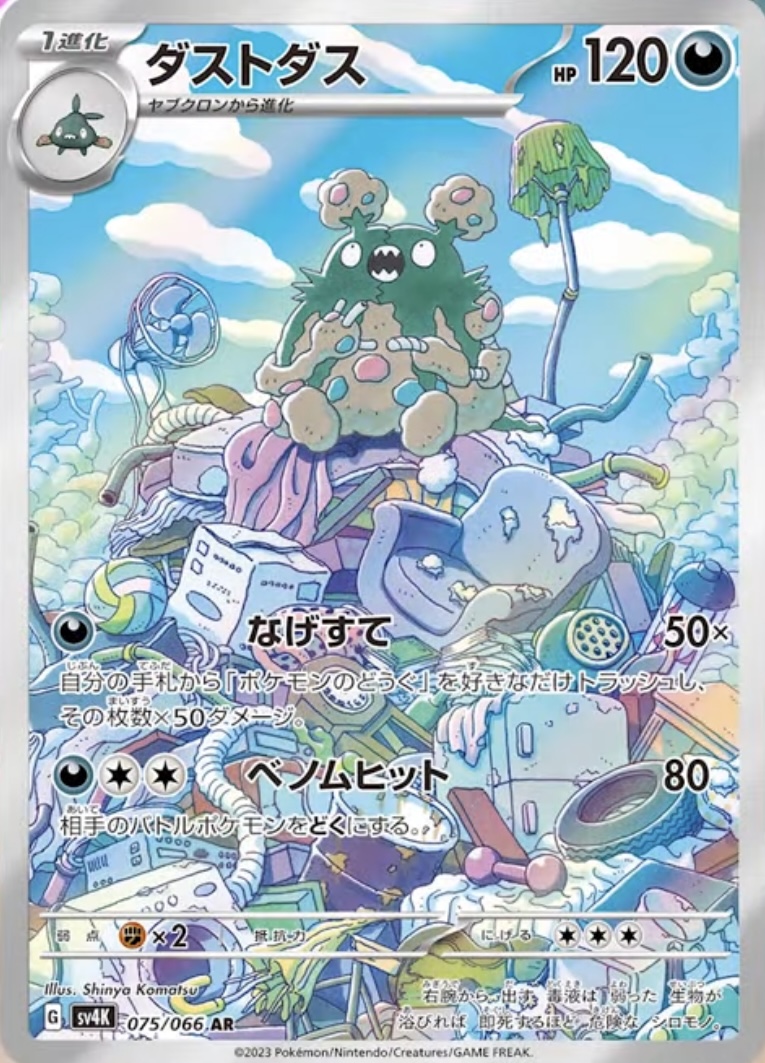 1進化
ダストダス
HP 120
ヤブクロンから進化
なげすて 50×
自分の手札から「ポケモンのどうぐ」を好きなだけトラッシュし、
その枚数×50ダメージ。
ベノムヒット 80
相手のバトルポケモンをどくにする。
弱点 ×2 抵抗力 にげる
Illus. Shinya Komatsu
右腕から 出す 毒液は 弱った 生物が
浴びれば 即死するほど 危険な シロモノ。
G sv4K 075/066 AR
©2023 Pokémon/Nintendo/Creatures/GAME FREAK.